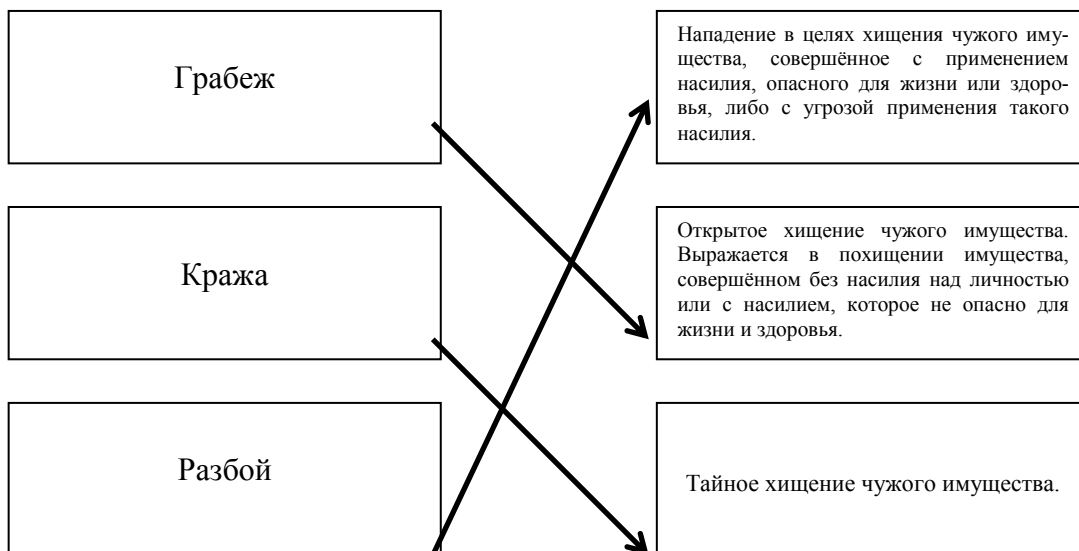 Грабеж
Нападение в целях хищения чужого иму-
щества, совершённое с применением
насилия, опасного для жизни или здоро-
вья, либо с угрозой применения такого
насилия.
Кража
Открытое хищение чужого имущества.
Выражается в похищении имущества,
совершённом без насилия над личностью
или с насилием, которое не опасно для
жизни и здоровья.
Разбой
Тайное хищение чужого имущества.